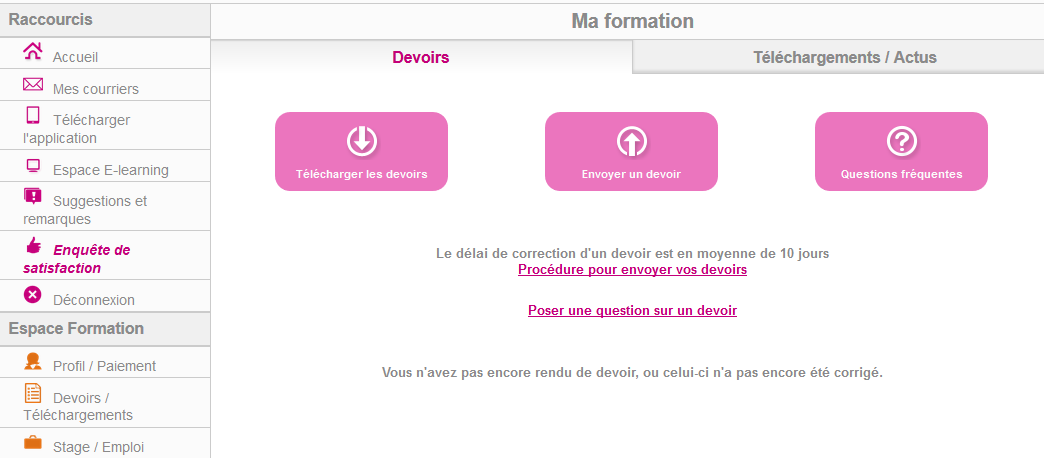 Raccourcis
Accueil
Mes courriers
Télécharger
l'application
Espace E-learning
Suggestions et
remarques
Enquête de
satisfaction
Déconnexion
Espace Formation
Profil / Paiement
Devoirs /
Téléchargements
Stage / Emploi
Ma formation
Devoirs
Téléchargements / Actus
Télécharger les devoirs
Envoyer un devoir
Questions fréquentes
Le délai de correction d'un devoir est en moyenne de 10 jours
Procédure pour envoyer vos devoirs
Poser une question sur un devoir
Vous n'avez pas encore rendu de devoir, ou celui-ci n'a pas encore été corrigé.